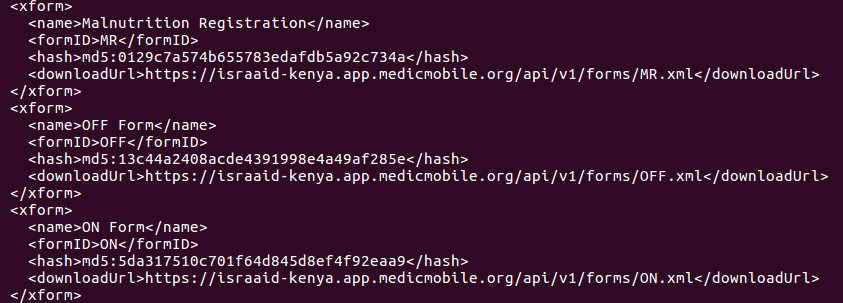 <xform>
<name>Malnutrition Registration</name>
<formID>MR</formID>
<hash>md5:0129c7a574b655783edafdb5a92c734a</hash>
<downloadUrl>https://israaid-kenya.app.medicmobile.org/api/v1/forms/MR.xml</downloadUrl>
</xform>
<xform>
<name>OFF Form</name>
<formID>OFF</formID>
<hash>md5:13c44a2408acde4391998e4a49af285e</hash>
<downloadUrl>https://israaid-kenya.app.medicmobile.org/api/v1/forms/OFF.xml</downloadUrl>
</xform>
<xform>
<name>ON Form</name>
<formID>ON</formID>
<hash>md5:5da317510c701f64d845d8ef4f92eaa9</hash>
<downloadUrl>https://israaid-kenya.app.medicmobile.org/api/v1/forms/ON.xml</downloadUrl>
</xform>